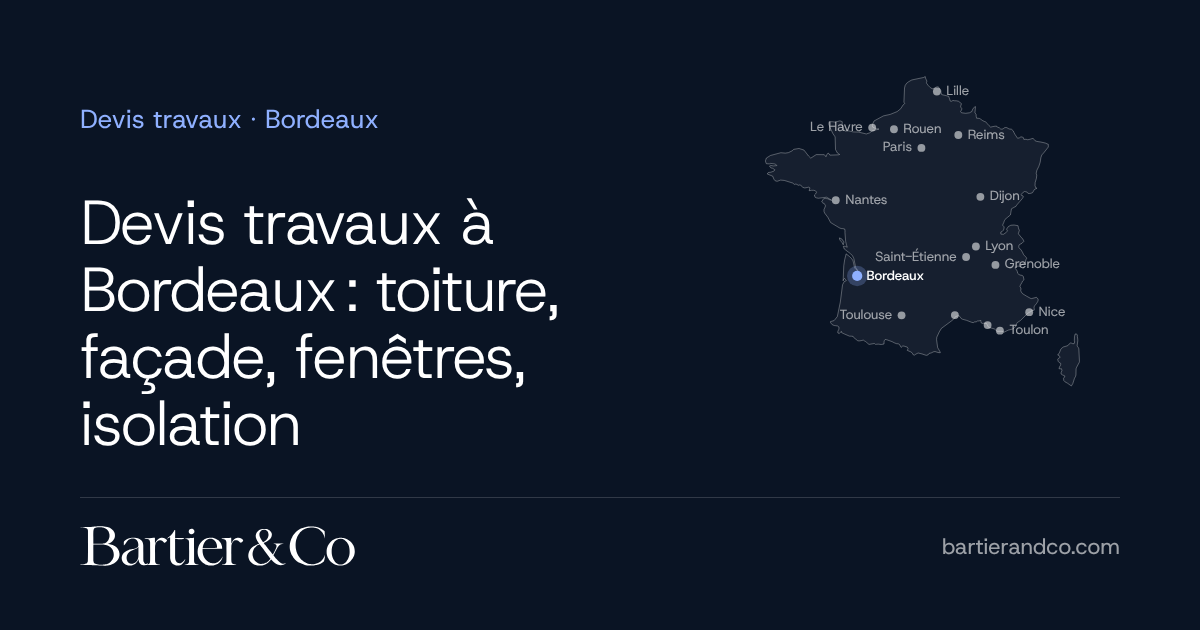 Devis travaux · Bordeaux
Devis travaux à
Bordeaux : toiture,
façade, fenêtres,
isolation
Lille
Le Havre
Rouen
Reims
Paris
Nantes
Dijon
Lyon
Saint-Étienne
Grenoble
Bordeaux
Toulouse
Nice
Toulon
Bartier & Co
bartierandco.com